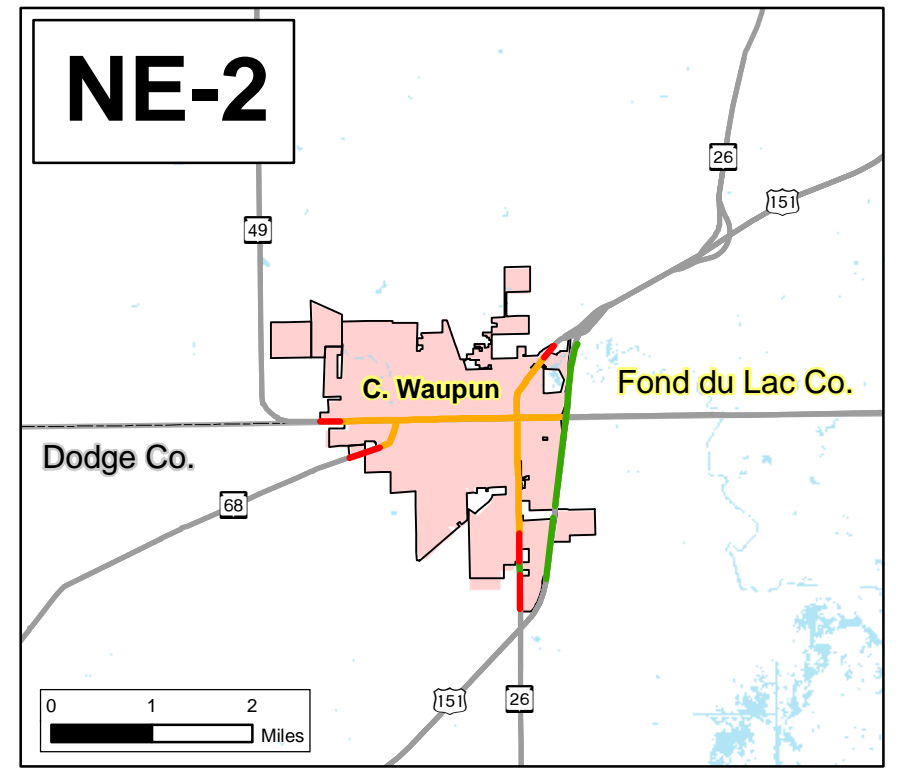 NE-2
26
151
49
C. Waupun
Fond du Lac Co.
Dodge Co.
68
151
26
0 1 2
Miles